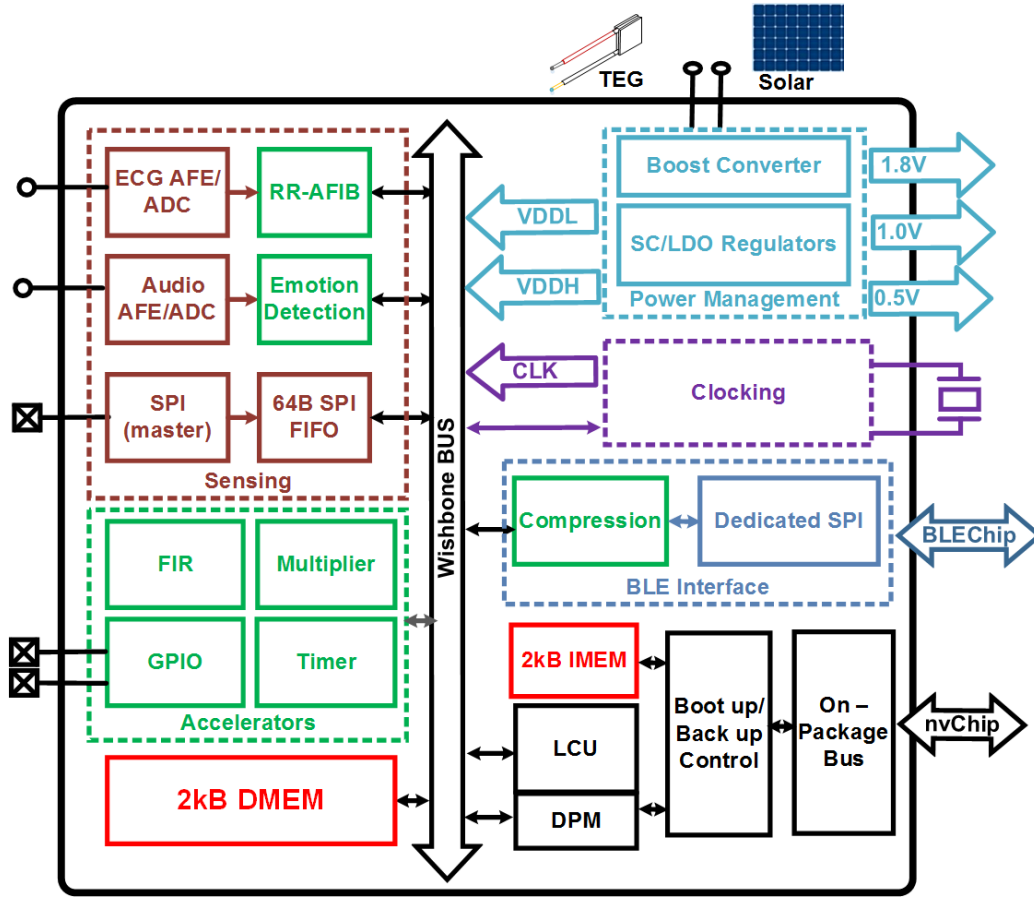 TEG
Solar
ECG AFE/
ADC
RR-AFIB
Audio
AFE/ADC
Emotion
Detection
SPI
(master)
64B SPI
FIFO
Sensing
FIR
Multiplier
GPIO
Timer
Accelerators
2kB DMEM
Wishbone BUS
Boost Converter
SC/LDO Regulators
Power Management
VDDL
VDDH
1.8V
1.0V
0.5V
CLK
Clocking
Compression
Dedicated SPI
BLE Interface
BLEChip
2kB IMEM
LCU
DPM
Boot up/
Back up
Control
On –
Package
Bus
nvChip